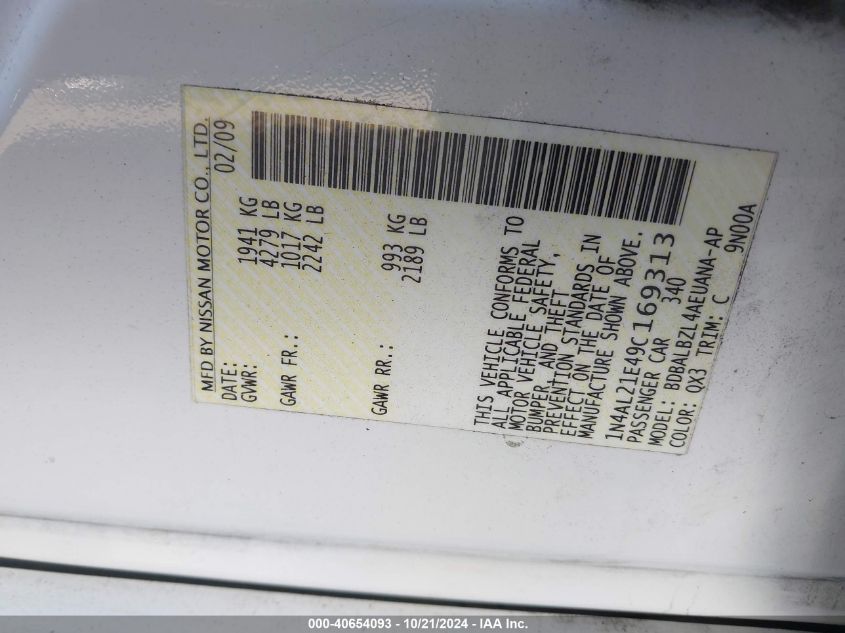 MFD BY NISSAN MOTOR CO., LTD.
DATE: 02/09
GVWR: 1941 KG
4279 LB
GAWR FR.: 1017 KG
2242 LB
GAWR RR.: 993 KG
2189 LB
THIS VEHICLE CONFORMS TO
ALL APPLICABLE FEDERAL
MOTOR VEHICLE SAFETY,
BUMPER, AND THEFT
PREVENTION STANDARDS IN
EFFECT ON THE DATE OF
MANUFACTURE SHOWN ABOVE.
1N4AL21E49C169313
PASSENGER CAR 340
MODEL: BDBALBZL4AEUANA-AP
COLOR: QX3 TRIM: C 9N00A
000-40654093 - 10/21/2024 - IAA Inc.